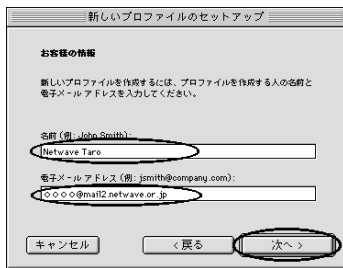 新しいプロファイルのセットアップ
お客様の情報
新しいプロファイルを作成するには、プロファイルを作成する人の名前と
電子メール アドレスを入力してください。
名前 (例: John Smith):
Netwave Taro
電子メール アドレス (例: jsmith@company.com):
○○○○@mail2.netwave.or.jp
キャンセル
<戻る
次へ>